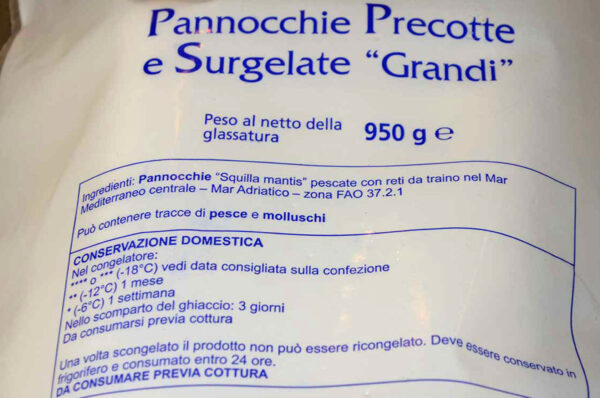 Pannocchie Precotte
e Surgelate “Grandi”
Peso al netto della
glassatura 950 g ℮
Ingredienti: Pannocchie “Squilla mantis” pescate con reti da traino nel Mar
Mediterraneo centrale – Mar Adriatico – zona FAO 37.2.1
Può contenere tracce di pesce e molluschi
CONSERVAZIONE DOMESTICA
Nel congelatore:
**** o *** (-18°C) vedi data consigliata sulla confezione
** (-12°C) 1 mese
* (-6°C) 1 settimana
Nello scomparto del ghiaccio: 3 giorni
Da consumarsi previa cottura
Una volta scongelato il prodotto non può essere ricongelato. Deve essere conservato in
frigorifero e consumato entro 24 ore.
DA CONSUMARE PREVIA COTTURA